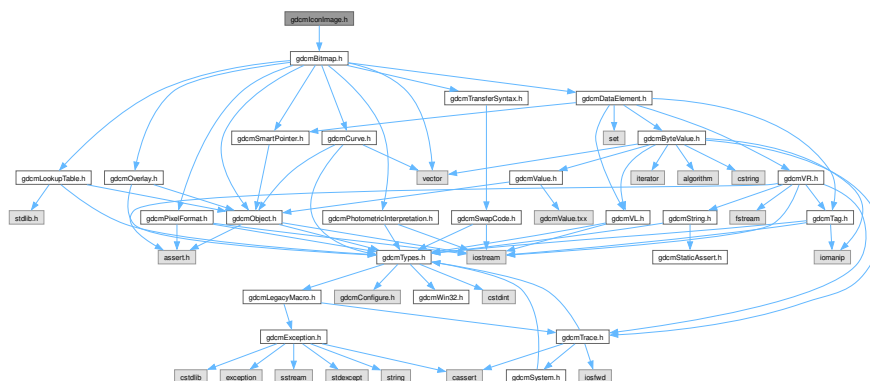 gdcmIconImage.h
gdcmBitmap.h
gdcmTransferSyntax.h
gdcmDataElement.h
gdcmSmartPointer.h
gdcmCurve.h
set
gdcmByteValue.h
gdcmLookupTable.h
gdcmOverlay.h
vector
gdcmValue.h
iterator
algorithm
cstring
gdcmVR.h
stdlib.h
gdcmPixelFormat.h
gdcmObject.h
gdcmPhotometricInterpretation.h
gdcmSwapCode.h
gdcmValue.txx
gdcmVL.h
gdcmString.h
fstream
gdcmTag.h
assert.h
gdcmTypes.h
iostream
gdcmStaticAssert.h
iomanip
gdcmLegacyMacro.h
gdcmConfigure.h
gdcmWin32.h
cstdint
gdcmException.h
gdcmTrace.h
cstdlib
exception
sstream
stdexcept
string
cassert
gdcmSystem.h
iosfwd